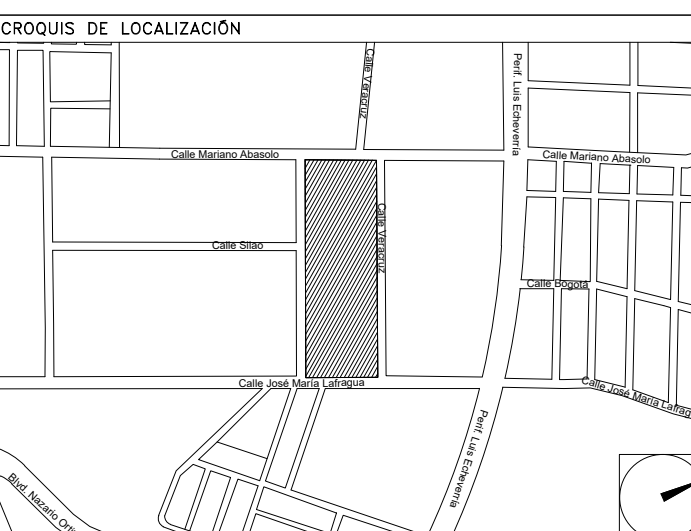 CROQUIS DE LOCALIZACIÓN
Calle Veracruz
Perif. Luis Echeverría
Calle Mariano Abasolo
Calle Mariano Abasolo
Calle Veracruz
Calle Silao
Calle Bogotá
Calle José María Lafragua
Calle José María Lafrag
Perif. Luis Echeverría
Blvd. Nazario Orti